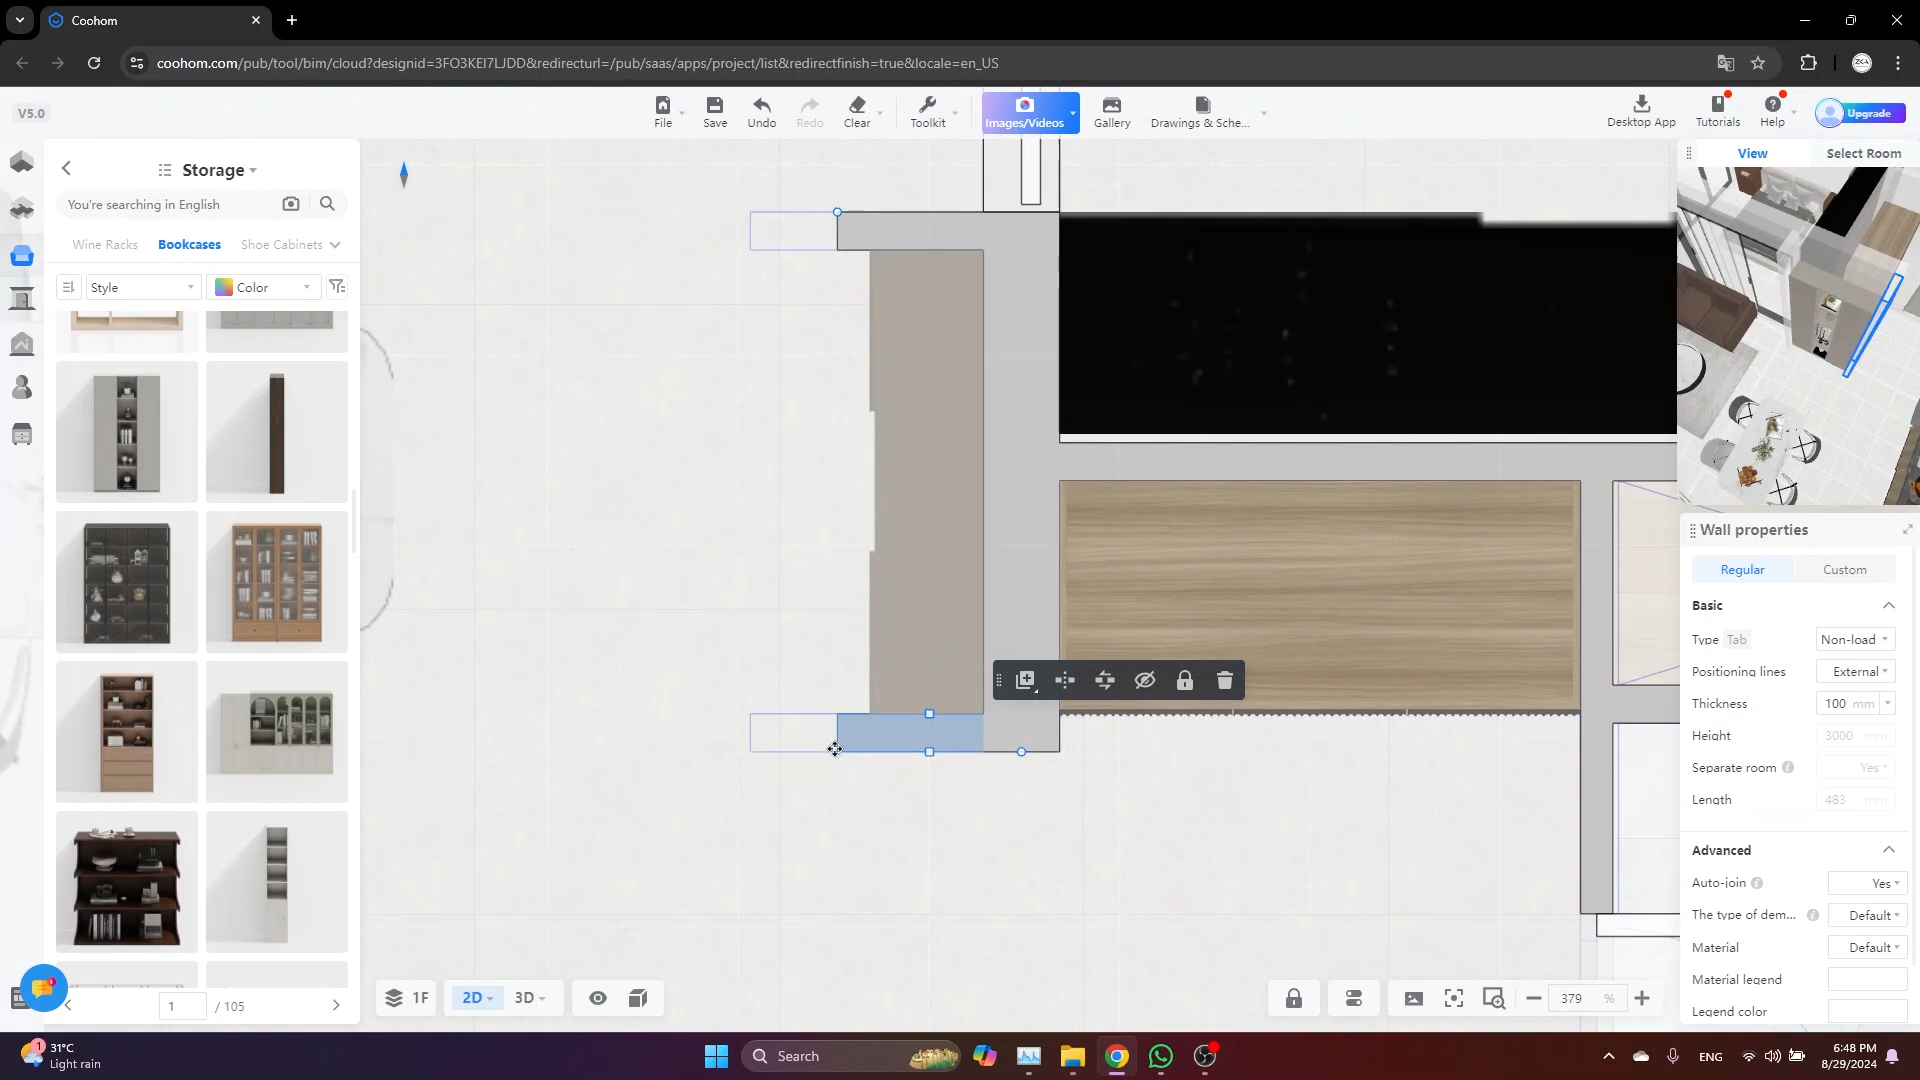 Coohom
coohom.com/pub/tool/bim/cloud?designid=3FO3KEI7LJDD&redirecturl=/pub/saas/apps/project/list&redirectfinish=true&locale=en_US
V5.0
File
Save
Undo
Redo
Clear
Toolkit
Images/Videos
Gallery
Drawings & Sche...
Desktop App
Tutorials
Help
Upgrade
Storage
You're searching in English
Wine Racks
Bookcases
Shoe Cabinets
Style
Color
1 / 105
View
Select Room
Wall properties
Regular
Custom
Basic
Type Tab Non-load
Positioning lines External
Thickness 100 mm
Height 3000 mm
Separate room Yes
Length 483 mm
Advanced
Auto-join Yes
The type of dem... Default
Material Default
Material legend
Legend color
1F
2D
3D
379 %
1
31°C
Light rain
Search
ENG
6:48 PM
8/29/2024